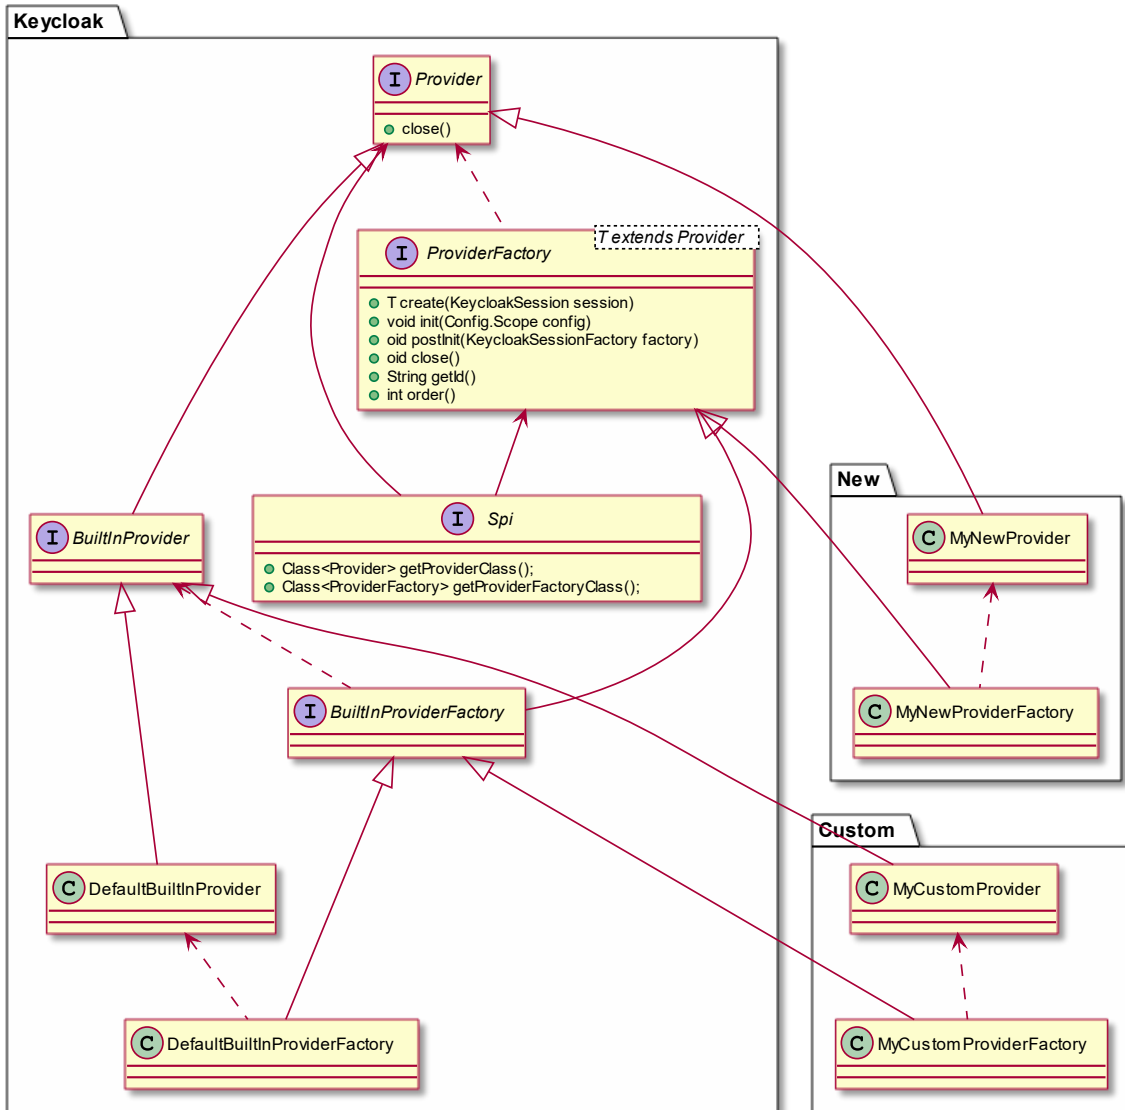 Keycloak
I Provider
close()
T extends Provider
I ProviderFactory
T create(KeycloakSession session)
void init(Config.Scope config)
oid postInit(KeycloakSessionFactory factory)
oid close()
String getId()
int order()
New
I BuiltInProvider
I Spi
Class<Provider> getProviderClass();
Class<ProviderFactory> getProviderFactoryClass();
C MyNewProvider
I BuiltInProviderFactory
C MyNewProviderFactory
Custom
C DefaultBuiltInProvider
C MyCustomProvider
C DefaultBuiltInProviderFactory
C MyCustomProviderFactory